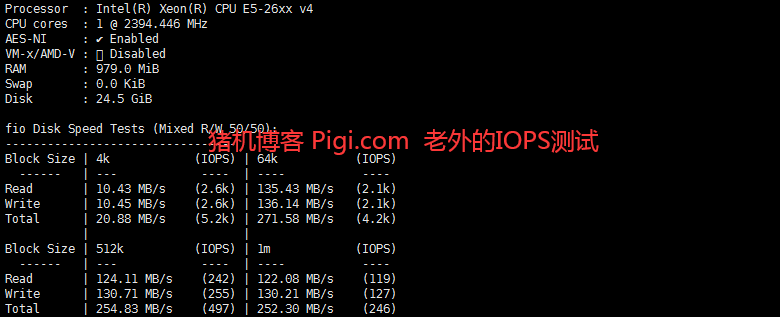 Processor  : Intel(R) Xeon(R) CPU E5-26xx v4
CPU cores  : 1 @ 2394.446 MHz
AES-NI     : ✔ Enabled
VM-x/AMD-V : Disabled
RAM        : 979.0 MiB
Swap       : 0.0 KiB
Disk       : 24.5 GiB
fio Disk Speed Tests (Mixed R/W 50/50):
猪机博客 Pigi.com 老外的IOPS测试
---------------------------------
Block Size | 4k            (IOPS) | 64k           (IOPS)
  ------   | ---            ----  | ----           ----
Read       | 10.43 MB/s    (2.6k) | 135.43 MB/s   (2.1k)
Write      | 10.45 MB/s    (2.6k) | 136.14 MB/s   (2.1k)
Total      | 20.88 MB/s    (5.2k) | 271.58 MB/s   (4.2k)
           |                      |
Block Size | 512k          (IOPS) | 1m            (IOPS)
  ------   | ---            ----  | ----           ----
Read       | 124.11 MB/s    (242) | 122.08 MB/s    (119)
Write      | 130.71 MB/s    (255) | 130.21 MB/s    (127)
Total      | 254.83 MB/s    (497) | 252.30 MB/s    (246)